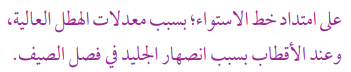 على امتداد خط الاستواء؛ بسبب معدلات الهطل العالية،
وعند الأقطاب بسبب انصهار الجليد في فصل الصيف.